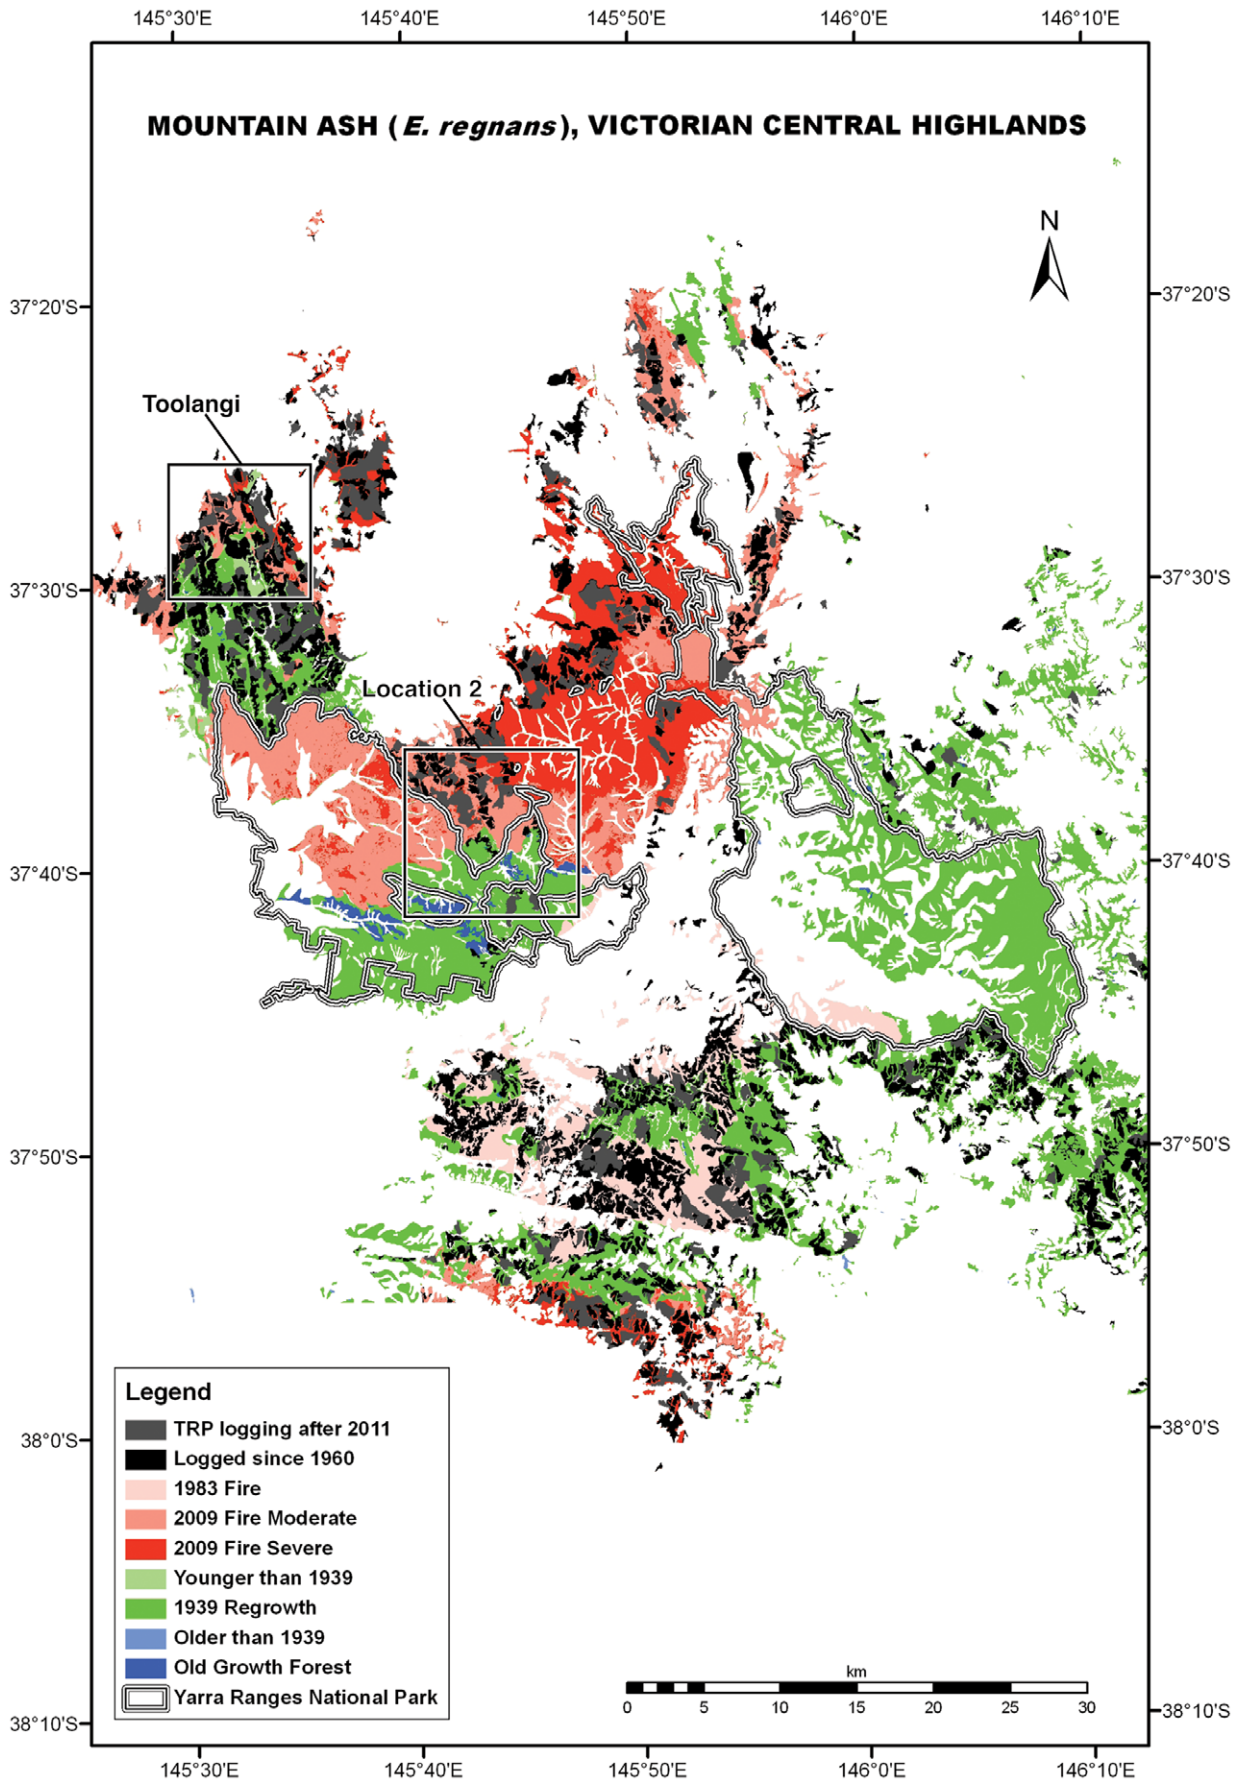 145°30'E 145°40'E 145°50'E 146°0'E 146°10'E
MOUNTAIN ASH (E. regnans), VICTORIAN CENTRAL HIGHLANDS
N
37°20'S 37°20'S
Toolangi
37°30'S 37°30'S
Location 2
37°40'S 37°40'S
37°50'S 37°50'S
Legend
TRP logging after 2011
38°0'S 38°0'S
Logged since 1960
1983 Fire
2009 Fire Moderate
2009 Fire Severe
Younger than 1939
1939 Regrowth
Older than 1939
Old Growth Forest
Yarra Ranges National Park
km
0 5 10 15 20 25 30
38°10'S 38°10'S
145°30'E 145°40'E 145°50'E 146°0'E 146°10'E